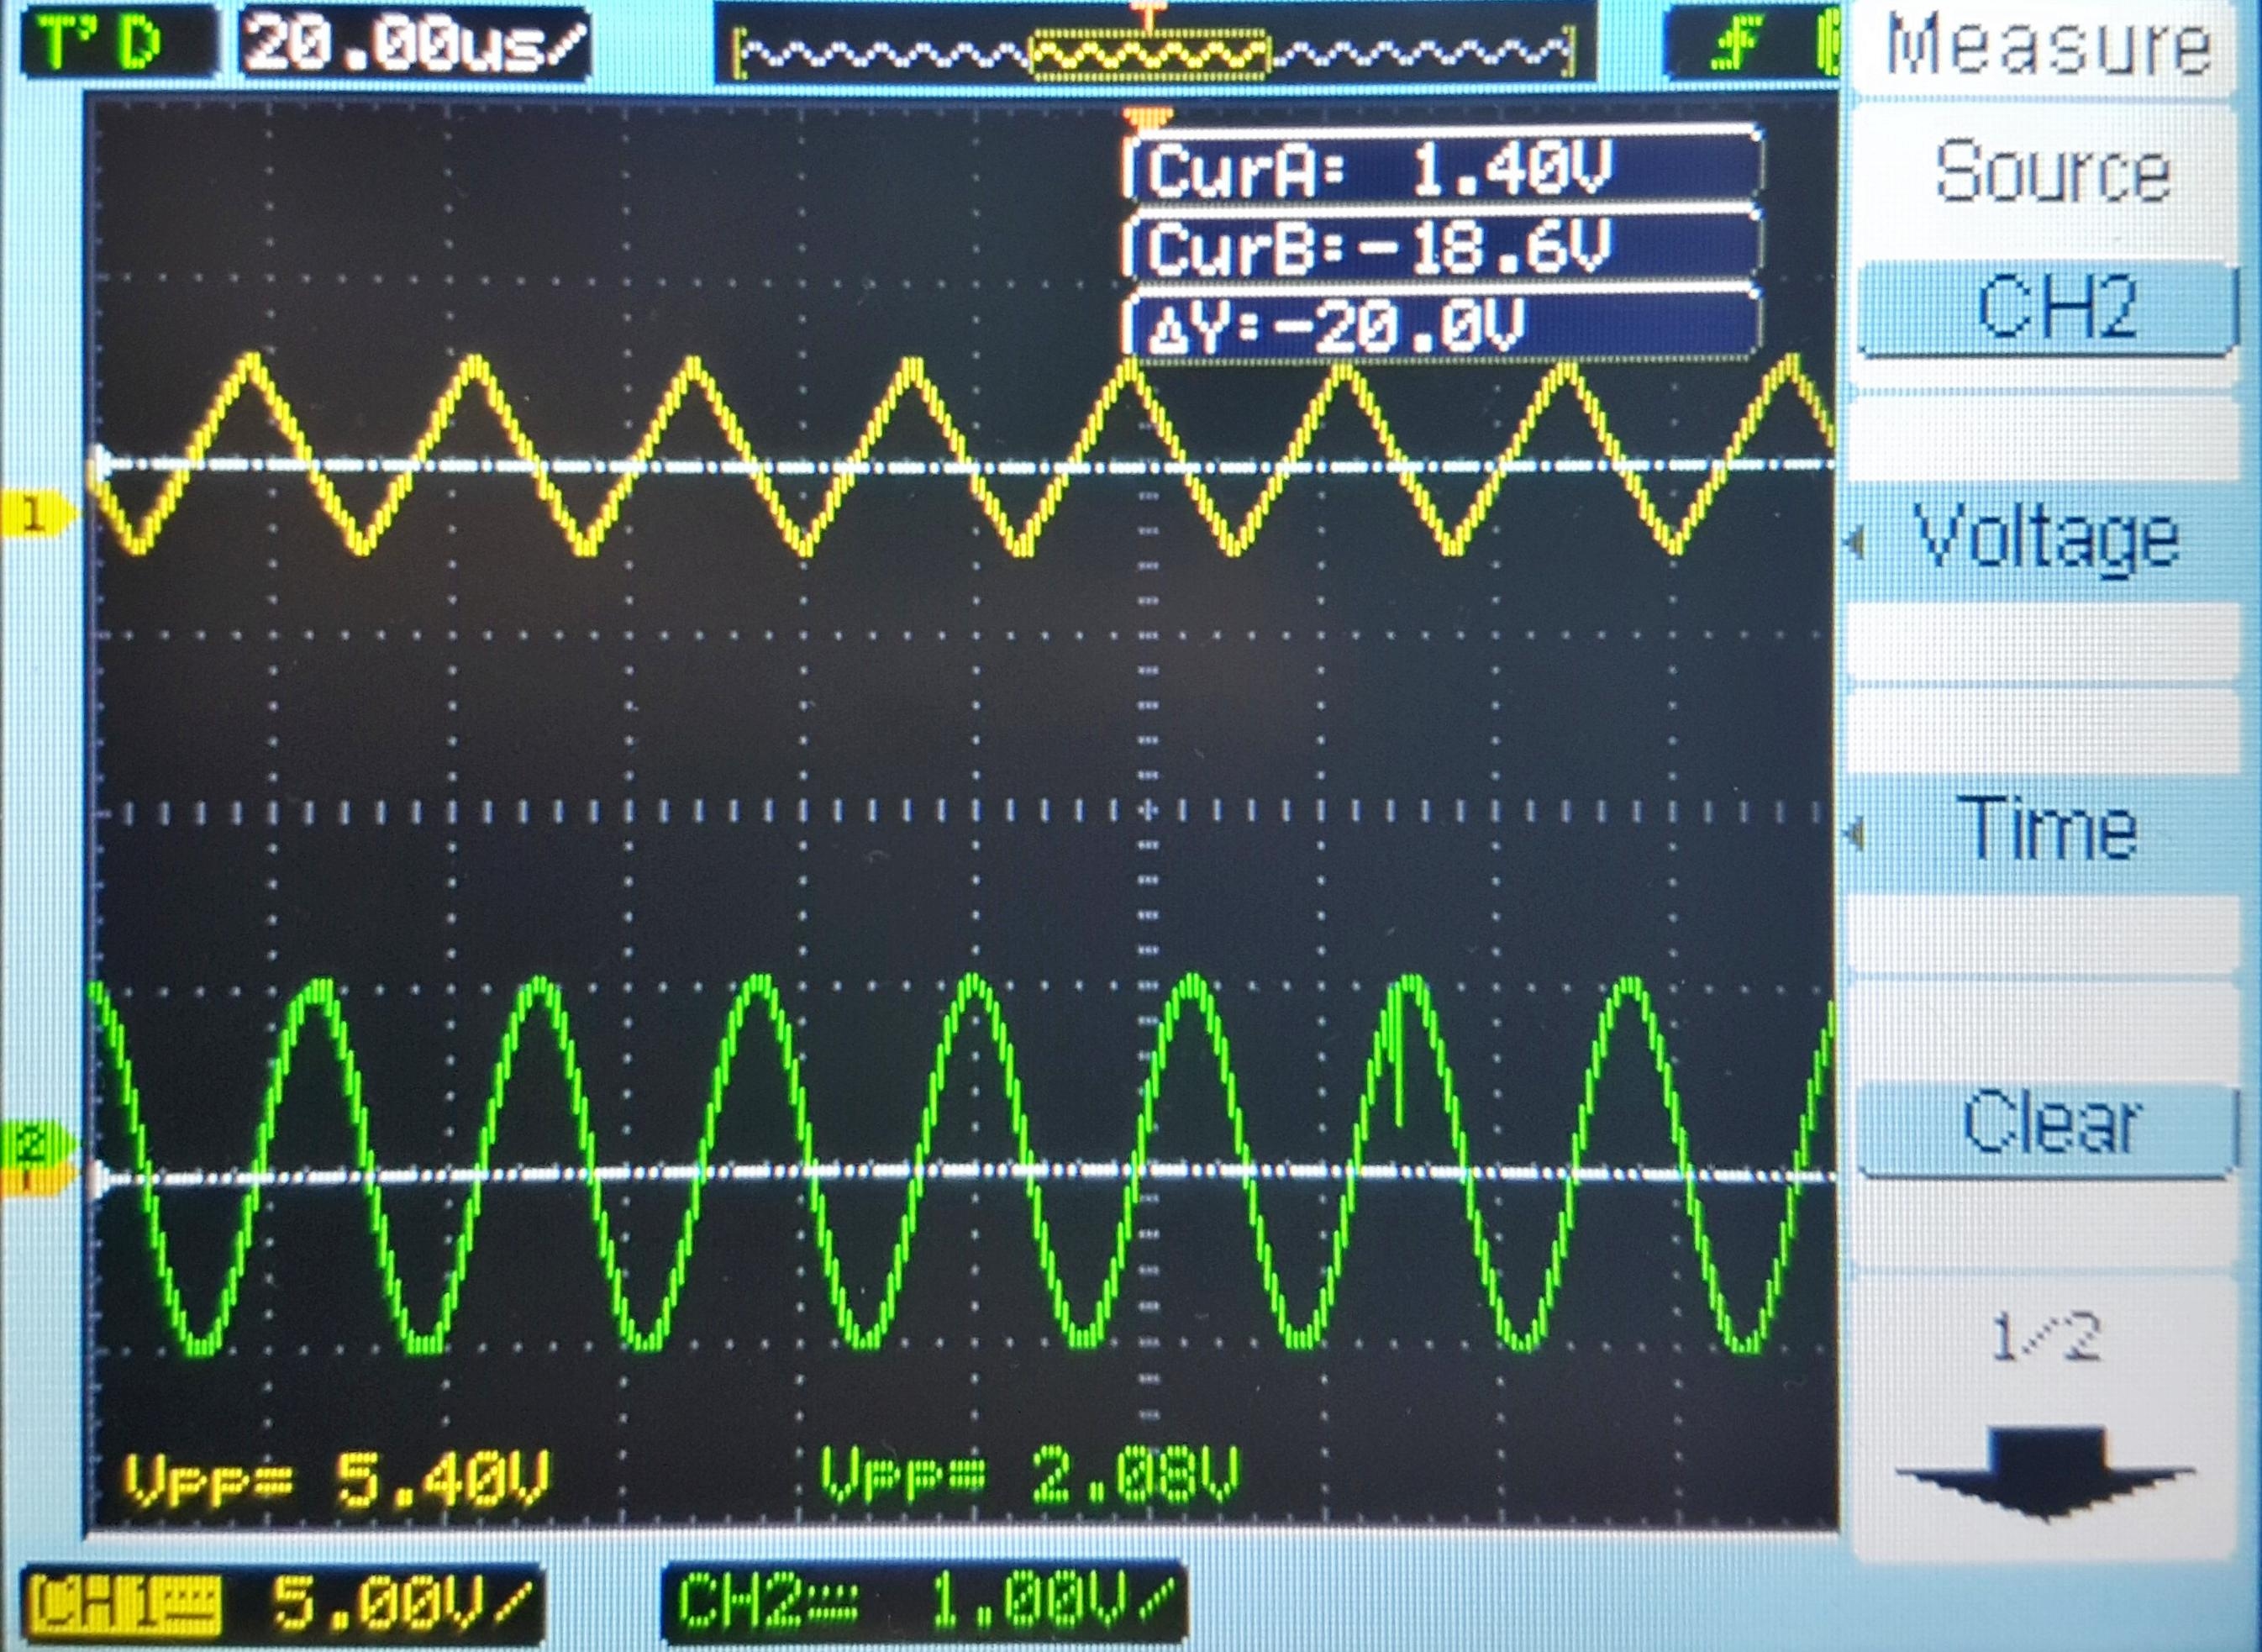 T'D 20.00us/
Measure
CurA: 1.40V
CurB:-18.6V
ΔY:-20.0V
Source
CH2
1
Voltage
Time
2
Clear
1/2
Vpp= 5.40V Vpp= 2.08V
CH1 5.00V/ CH2 1.00V/